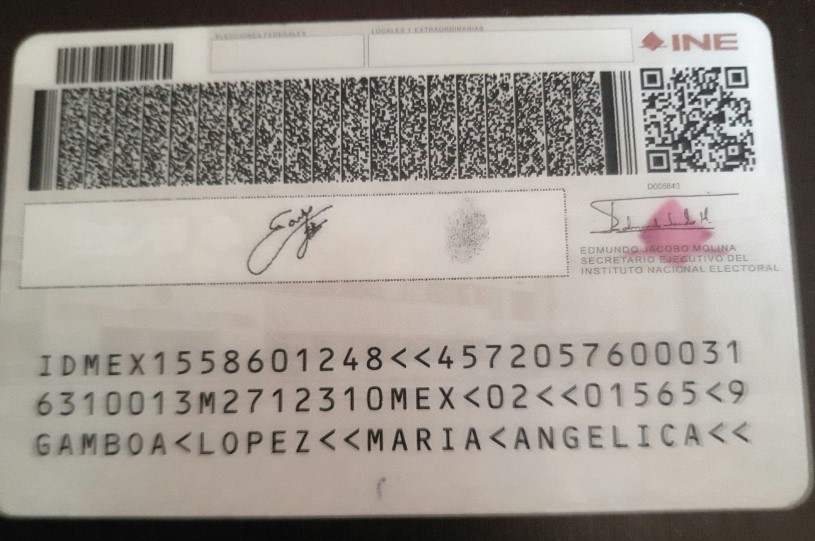 ELECCIONES FEDERALES
LOCALES Y EXTRAORDINARIAS
INE
D005643
EDMUNDO JACOBO MOLINA
SECRETARIO EJECUTIVO DEL
INSTITUTO NACIONAL ELECTORAL
IDMEX1558601248<<4572057600031
6310013M2712310MEX<02<<01565<9
GAMBOA<LOPEZ<<MARIA<ANGELICA<<